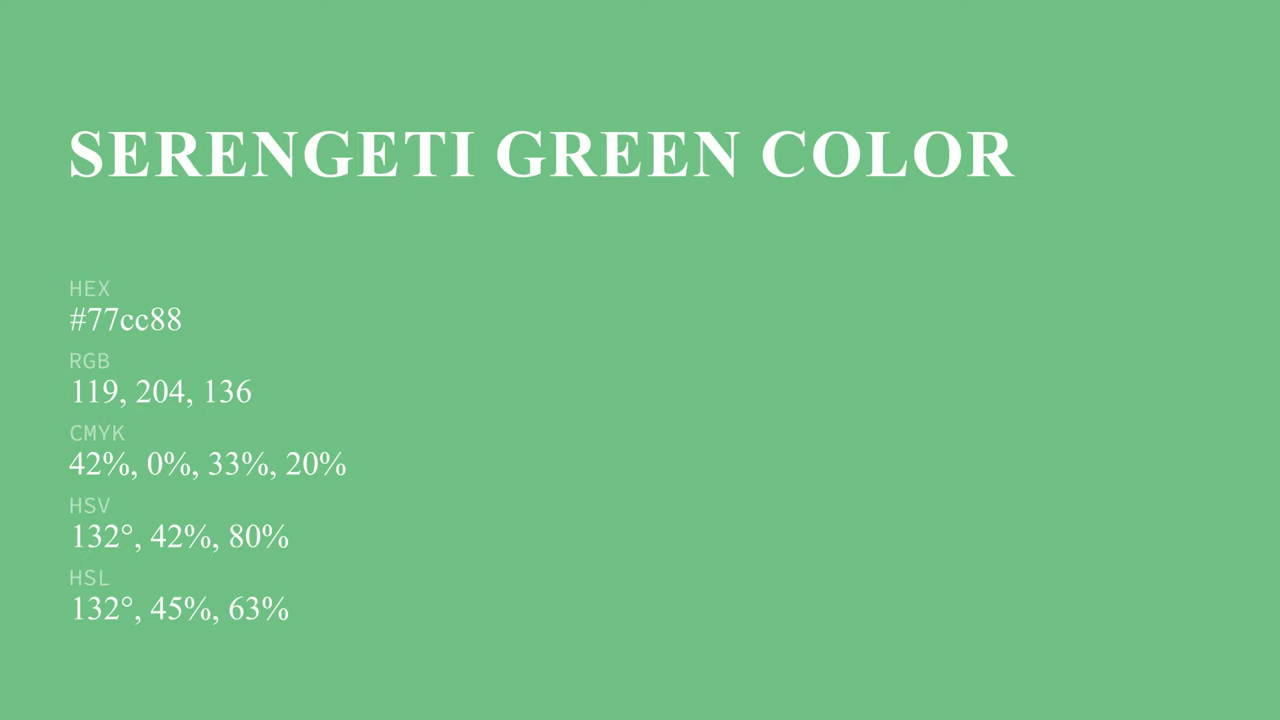 SERENGETI GREEN COLOR
HEX
#77cc88
RGB
119, 204, 136
CMYK
42%, 0%, 33%, 20%
HSV
132°, 42%, 80%
HSL
132°, 45%, 63%